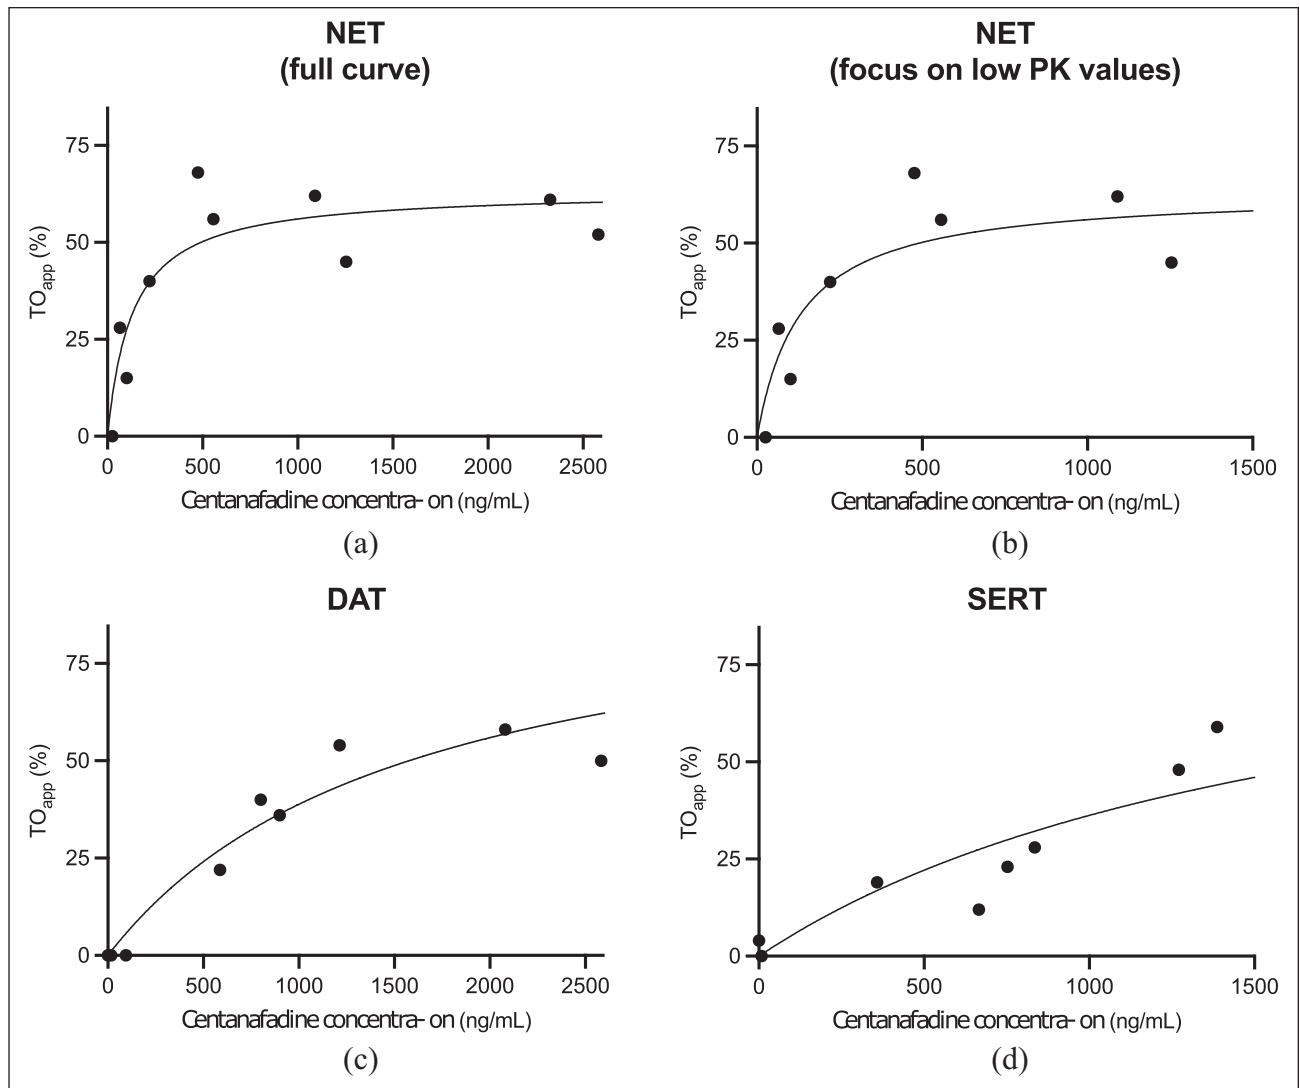 NET
(full curve)
75
50
25
0
TOapp (%)
0 500 1000 1500 2000 2500
Centanafadine concentra- on (ng/mL)
(a)
NET
(focus on low PK values)
75
50
25
0
TOapp (%)
0 500 1000 1500
Centanafadine concentra- on (ng/mL)
(b)
DAT
75
50
25
0
TOapp (%)
0 500 1000 1500 2000 2500
Centanafadine concentra- on (ng/mL)
(c)
SERT
75
50
25
0
TOapp (%)
0 500 1000 1500
Centanafadine concentra- on (ng/mL)
(d)